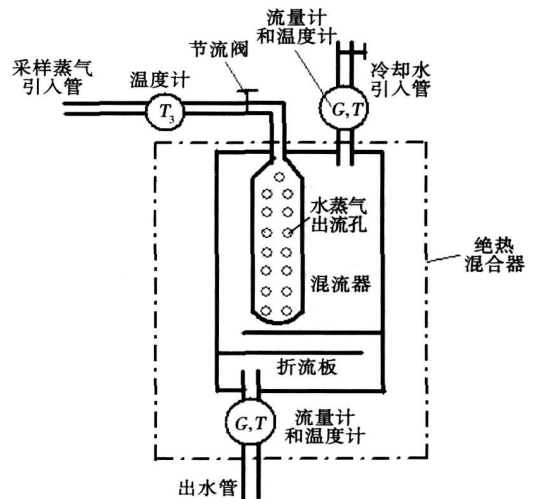 流量计
和温度计
节流阀
采样蒸气
引入管
温度计
冷却水
引入管
T₃
G,T
水蒸气
出流孔
绝热
混合器
混流器
折流板
G,T
流量计
和温度计
出水管